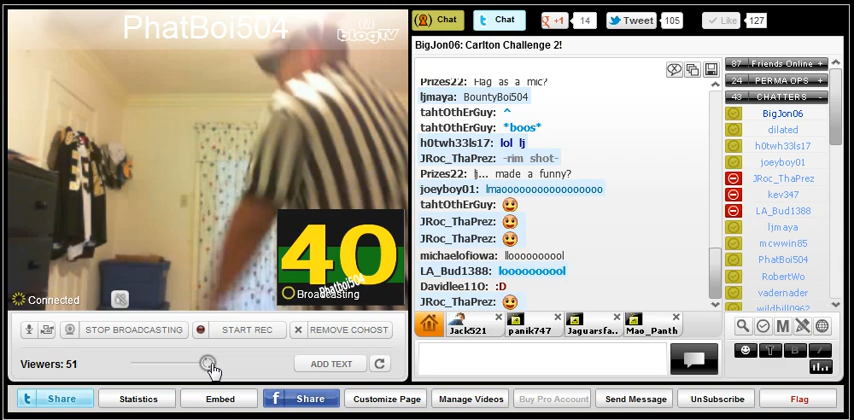 PhatBoi504
blogTV
40
Phatboi504
Broadcasting
Connected
STOP BROADCASTING
START REC
REMOVE COHOST
Viewers: 51
ADD TEXT
Chat
Chat
+1
14
Tweet
105
Like
127
BigJon06: Carlton Challenge 2!
Prizes22: Flag as a mic?
ljmaya: BountyBoi504
tahtOthErGuy: ^
tahtOthErGuy: *boos*
h0twh33ls17: lol lj
JRoc_ThaPrez: -rim shot-
Prizes22: lj... made a funny?
joeyboy01: lmaooooooooooooooooo
tahtOthErGuy:
JRoc_ThaPrez:
JRoc_ThaPrez:
michaelofiowa: llooooooool
LA_Bud1388: looooooooool
Davidlee11O: :D
JRoc_ThaPrez:
Jack521
panik747
Jaguarsfa..
Mao_Panth
87 Friends Online +
24 PERMA OPS +
43 CHATTERS -
BigJon06
dilated
h0twh33ls17
joeyboy01
JRoc_ThaPrez
kev347
LA_Bud1388
ljmaya
mcwwin85
PhatBoi504
RobertWo
vadernader
wildhill0962
M
T
B
I
Share
Statistics
Embed
Share
Customize Page
Manage Videos
Buy Pro Account
Send Message
UnSubscribe
Flag